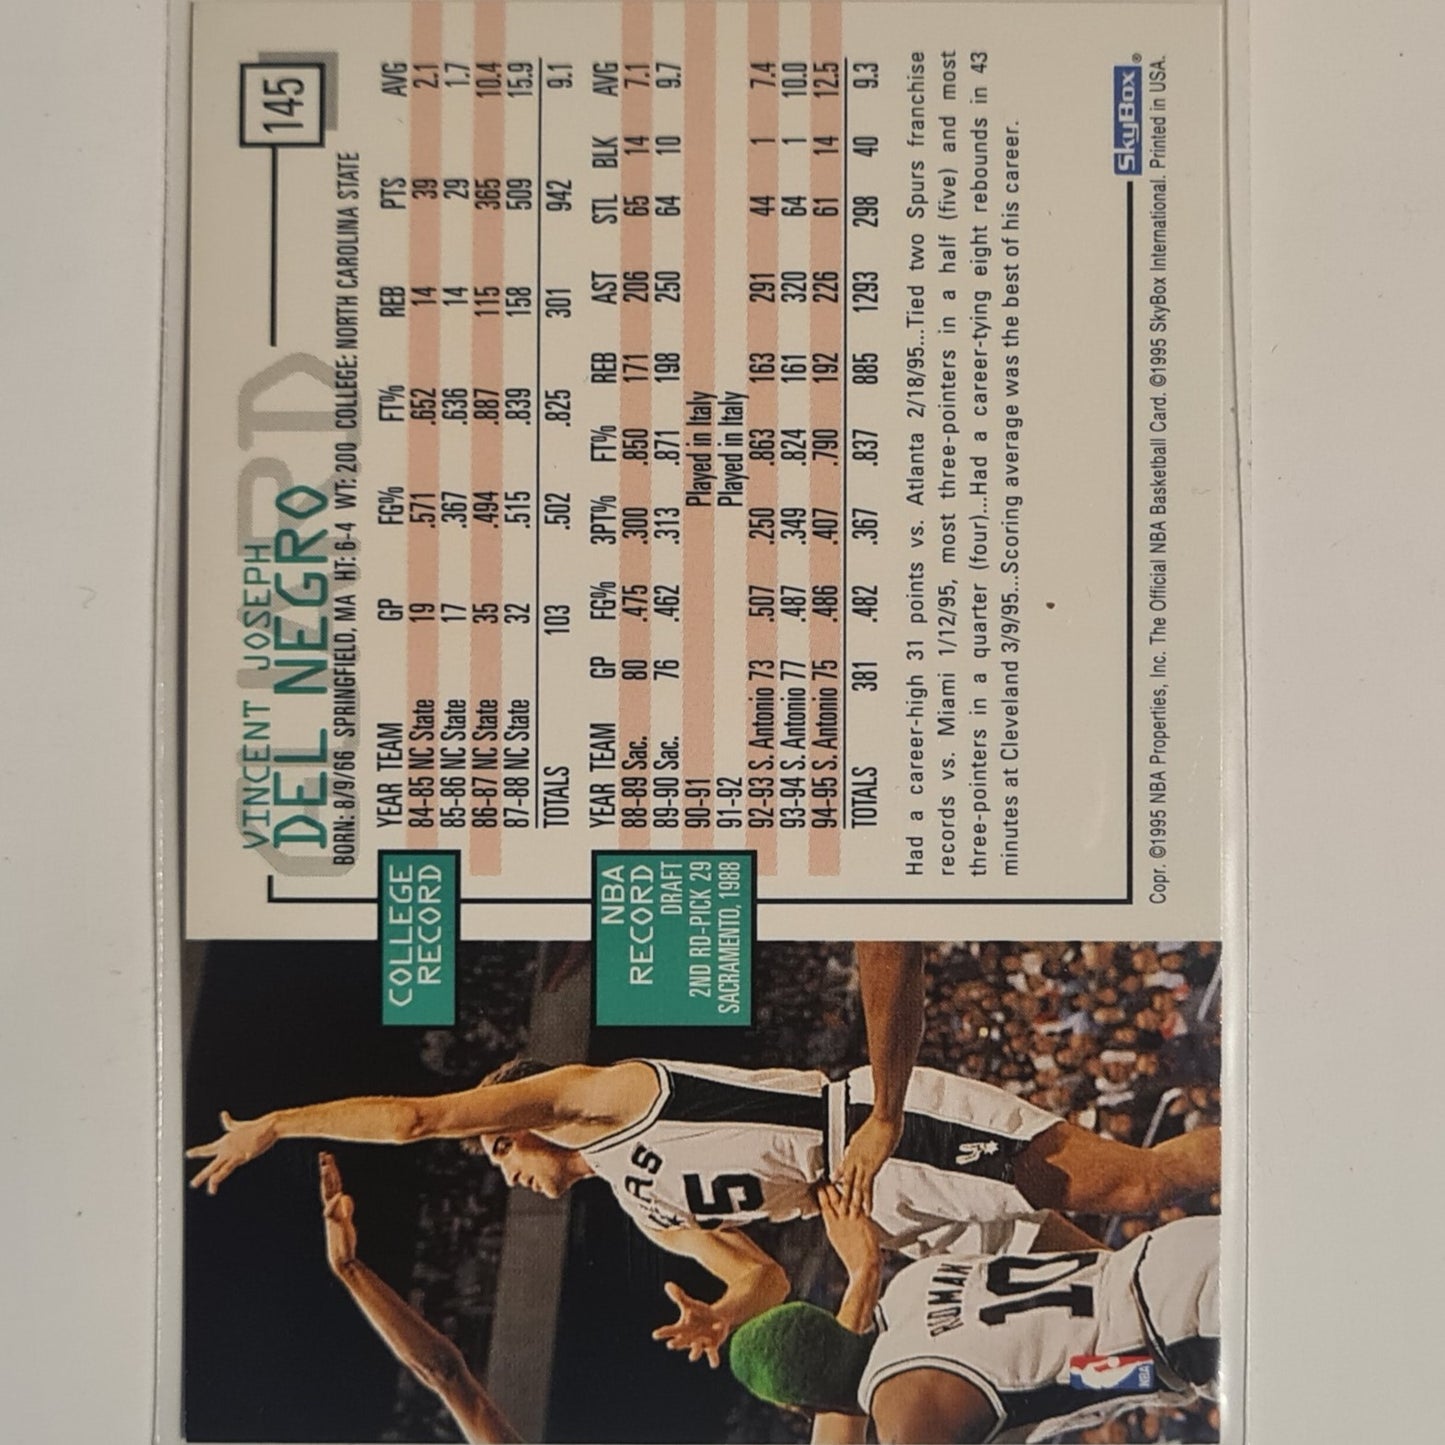 145
VINCENT JOSEPH
DEL NEGRO
BORN: 8/9/66 SPRINGFIELD, MA HT: 6-4 WT: 200 COLLEGE: NORTH CAROLINA STATE
COLLEGE
RECORD
YEAR TEAM GP FG% FT% REB PTS AVG
84-85 NC State 19 .571 .652 14 39 2.1
85-86 NC State 17 .367 .636 14 29 1.7
86-87 NC State 35 .494 .887 115 365 10.4
87-88 NC State 32 .515 .839 158 509 15.9
TOTALS 103 .502 .825 301 942 9.1
NBA
RECORD
DRAFT
2ND RD-PICK 29
SACRAMENTO, 1988
YEAR TEAM GP FG% 3PT% FT% REB AST STL BLK AVG
88-89 Sac. 80 .475 .300 .850 171 206 65 14 7.1
89-90 Sac. 76 .462 .313 .871 198 250 64 10 9.7
90-91 Played in Italy
91-92 Played in Italy
92-93 S. Antonio 73 .507 .250 .863 163 291 44 1 7.4
93-94 S. Antonio 77 .487 .349 .824 161 320 64 1 10.0
94-95 S. Antonio 75 .486 .407 .790 192 226 61 14 12.5
TOTALS 381 .482 .367 .837 885 1293 298 40 9.3
Had a career-high 31 points vs. Atlanta 2/18/95...Tied two Spurs franchise
records vs. Miami 1/12/95, most three-pointers in a half (five) and most
three-pointers in a quarter (four)...Had a career-tying eight rebounds in 43
minutes at Cleveland 3/9/95...Scoring average was the best of his career.
SkyBox®
Copr. ©1995 NBA Properties, Inc. The Official NBA Basketball Card. ©1995 SkyBox International. Printed in USA.
RODMAN
10
15
NBA